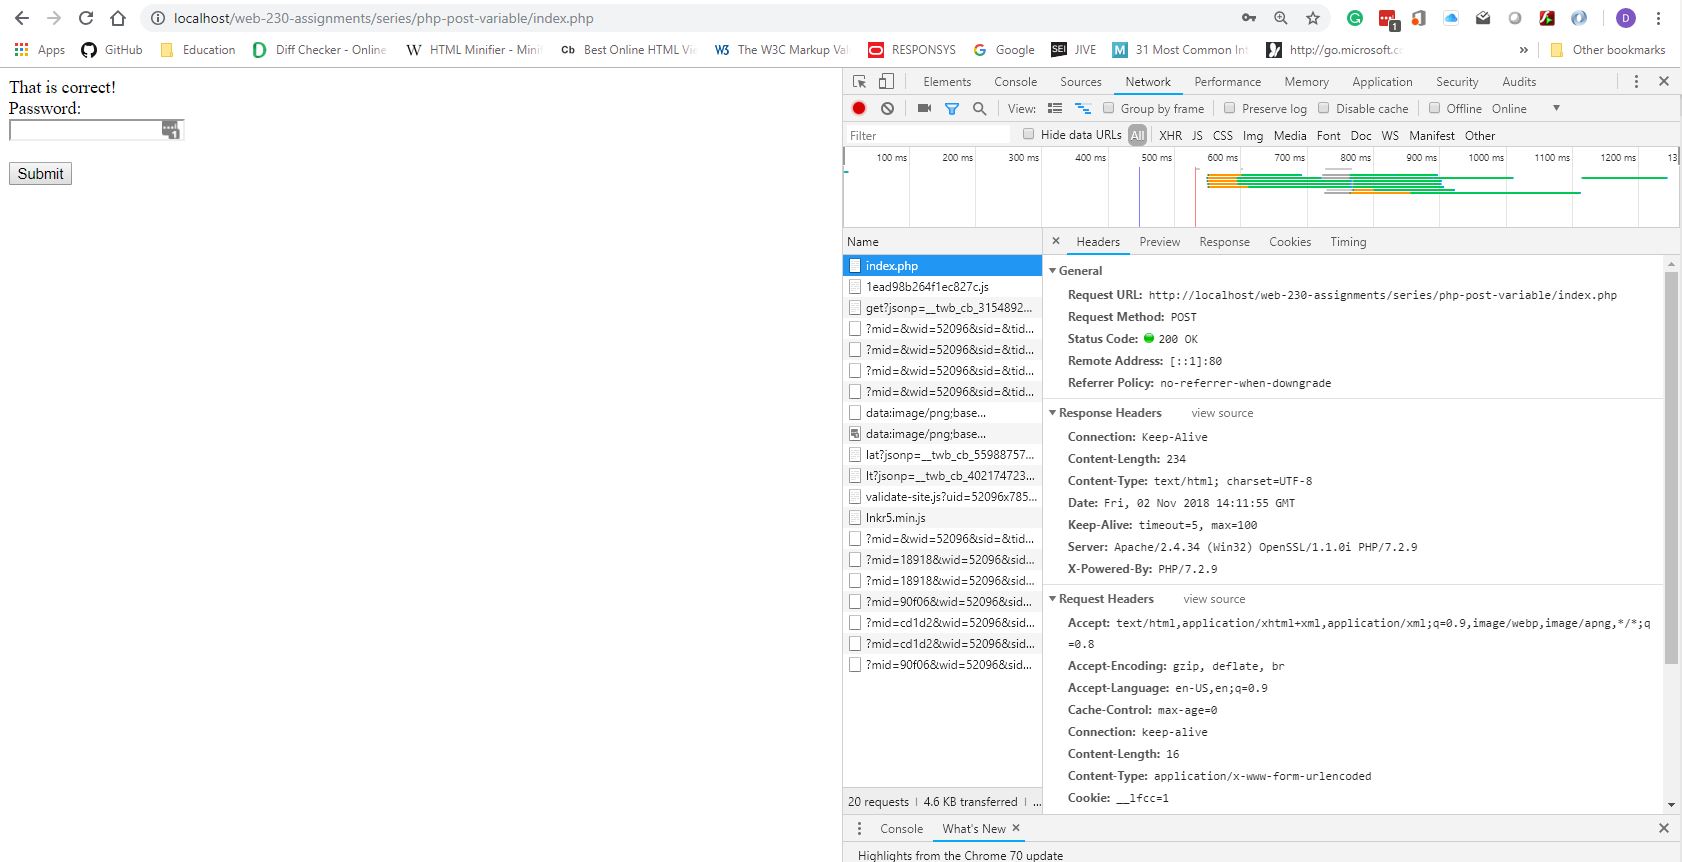 localhost/web-230-assignments/series/php-post-variable/index.php
D
Apps GitHub Education Diff Checker - Online HTML Minifier - Mini Best Online HTML Vie The W3C Markup Val RESPONSYS Google JIVE 31 Most Common Int http://go.microsoft.c » Other bookmarks
That is correct!
Password:
Submit
Elements Console Sources Network Performance Memory Application Security Audits
View: Group by frame Preserve log Disable cache Offline Online
Filter Hide data URLs All XHR JS CSS Img Media Font Doc WS Manifest Other
100 ms 200 ms 300 ms 400 ms 500 ms 600 ms 700 ms 800 ms 900 ms 1000 ms 1100 ms 1200 ms 13
Name
index.php
1ead98b264f1ec827c.js
get?jsonp=__twb_cb_3154892...
?mid=&wid=52096&sid=&tid...
?mid=&wid=52096&sid=&tid...
?mid=&wid=52096&sid=&tid...
?mid=&wid=52096&sid=&tid...
data:image/png;base...
data:image/png;base...
lat?jsonp=__twb_cb_55988757...
lt?jsonp=__twb_cb_402174723...
validate-site.js?uid=52096x785...
lnkr5.min.js
?mid=&wid=52096&sid=&tid...
?mid=18918&wid=52096&sid...
?mid=18918&wid=52096&sid...
?mid=90f06&wid=52096&sid...
?mid=cd1d2&wid=52096&sid...
?mid=cd1d2&wid=52096&sid...
?mid=90f06&wid=52096&sid...
20 requests | 4.6 KB transferred | ...
Headers Preview Response Cookies Timing
General
Request URL: http://localhost/web-230-assignments/series/php-post-variable/index.php
Request Method: POST
Status Code: 200 OK
Remote Address: [::1]:80
Referrer Policy: no-referrer-when-downgrade
Response Headers view source
Connection: Keep-Alive
Content-Length: 234
Content-Type: text/html; charset=UTF-8
Date: Fri, 02 Nov 2018 14:11:55 GMT
Keep-Alive: timeout=5, max=100
Server: Apache/2.4.34 (Win32) OpenSSL/1.1.0i PHP/7.2.9
X-Powered-By: PHP/7.2.9
Request Headers view source
Accept: text/html,application/xhtml+xml,application/xml;q=0.9,image/webp,image/apng,*/*;q
=0.8
Accept-Encoding: gzip, deflate, br
Accept-Language: en-US,en;q=0.9
Cache-Control: max-age=0
Connection: keep-alive
Content-Length: 16
Content-Type: application/x-www-form-urlencoded
Cookie: __lfcc=1
Console What's New
Highlights from the Chrome 70 update